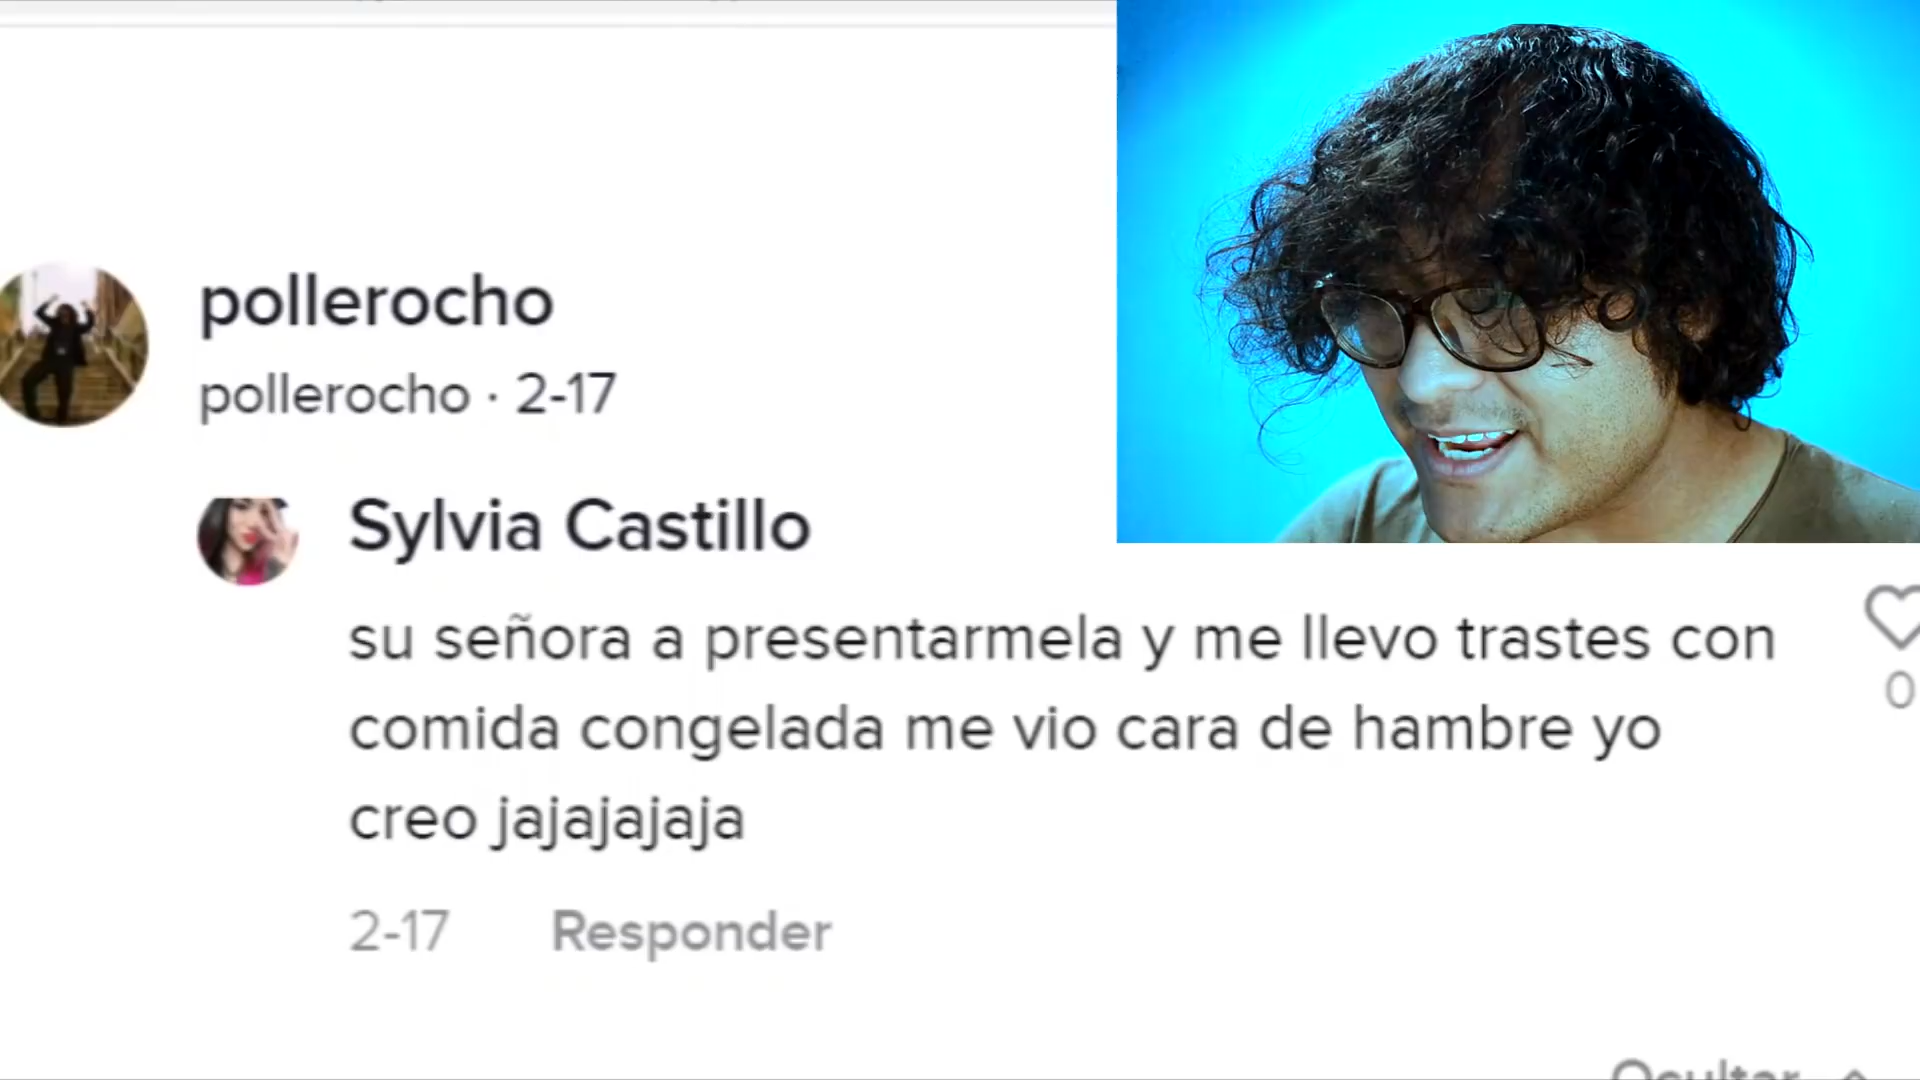 pollerocho
pollerocho · 2-17
Sylvia Castillo
su señora a presentarmela y me llevo trastes con
comida congelada me vio cara de hambre yo
creo jajajajaja
0
2-17 Responder
Ocultar